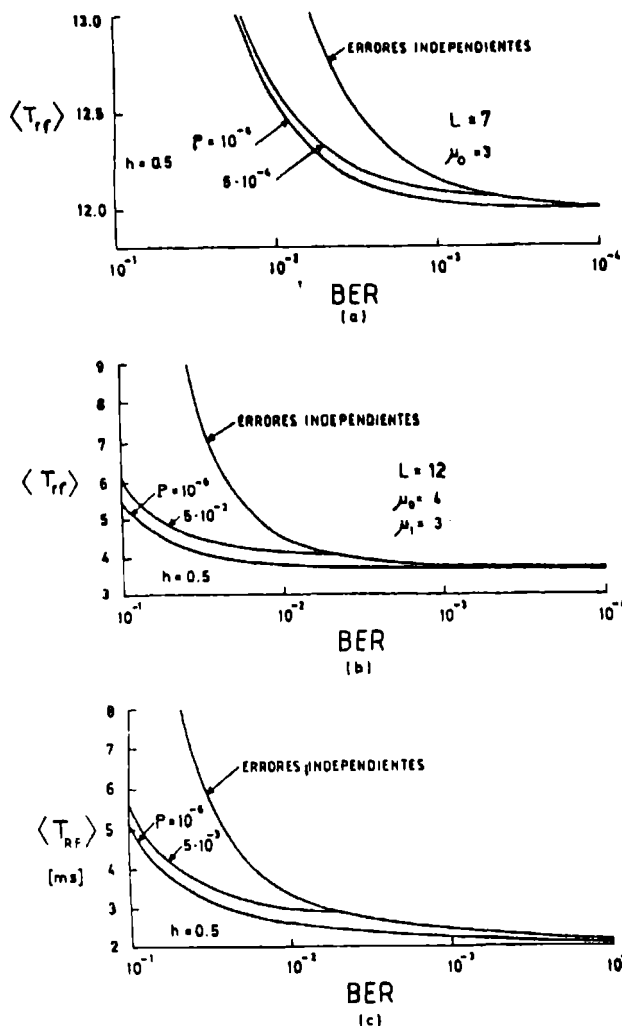 13.0
ERRORES INDEPENDIENTES
⟨Trf⟩
12.5
L = 7
P=10⁻⁶
μ₀=3
h=0.5
5·10⁻⁴
12.0
10⁻¹ 10⁻² 10⁻³ 10⁻⁴
BER
(a)
9
8
ERRORES INDEPENDIENTES
7
⟨Trf⟩
L = 12
6
P=10⁻⁶
μ₀= 4
5
5·10⁻²
μ₁= 3
4
h=0.5
3
10⁻¹ 10⁻² 10⁻³
BER
(b)
8
7
ERRORES INDEPENDIENTES
6
⟨TRF⟩
5
P=10⁻⁶
5·10⁻³
4
[ms]
3
h=0.5
2
10⁻¹ 10⁻² 10⁻³
BER
(c)